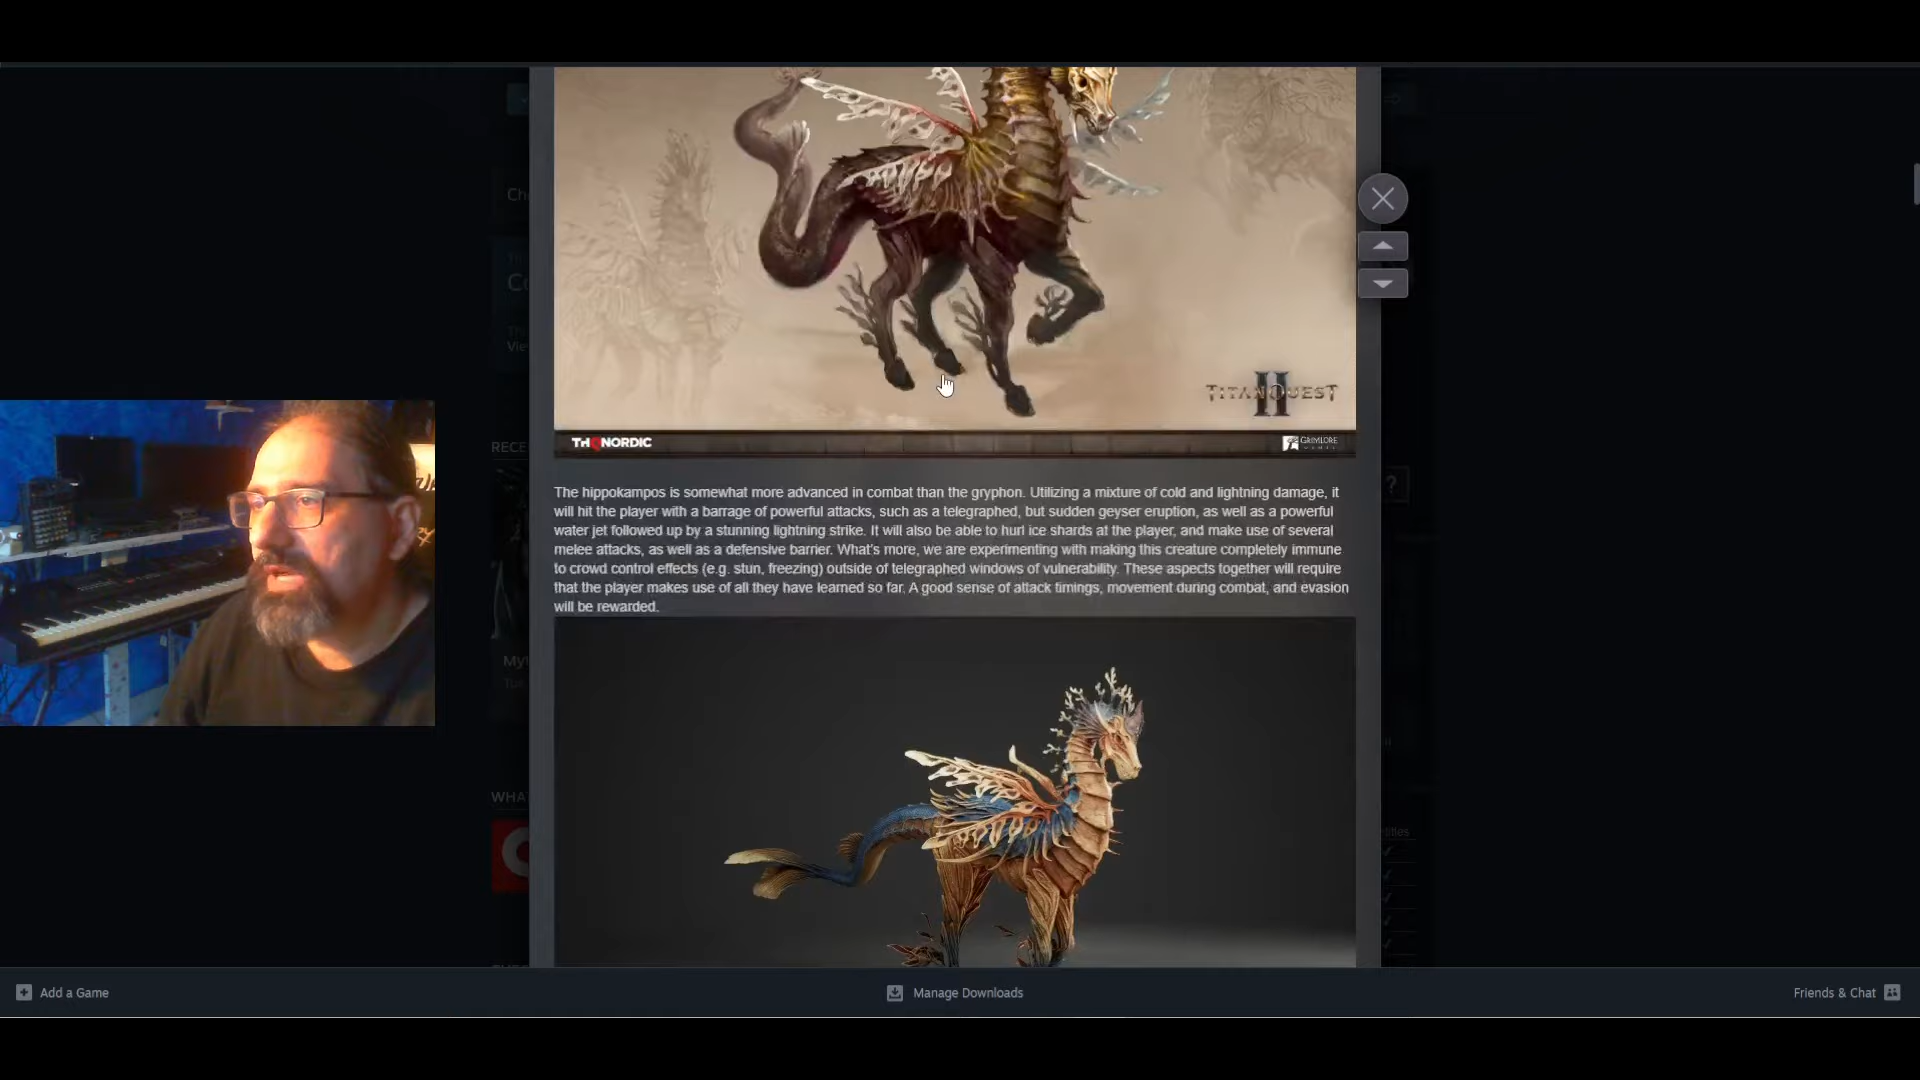 Ch
TITAN QUEST
II
THQ NORDIC
GRIMLORE
GAMES
RECE
?
The hippokampos is somewhat more advanced in combat than the gryphon. Utilizing a mixture of cold and lightning damage, it
will hit the player with a barrage of powerful attacks, such as a telegraphed, but sudden geyser eruption, as well as a powerful
water jet followed up by a stunning lightning strike. It will also be able to hurl ice shards at the player, and make use of several
melee attacks, as well as a defensive barrier. What's more, we are experimenting with making this creature completely immune
to crowd control effects (e.g. stun, freezing) outside of telegraphed windows of vulnerability. These aspects together will require
that the player makes use of all they have learned so far. A good sense of attack timings, movement during combat, and evasion
will be rewarded.
Vie
Tue
WHAT
Add a Game
Manage Downloads
Friends & Chat